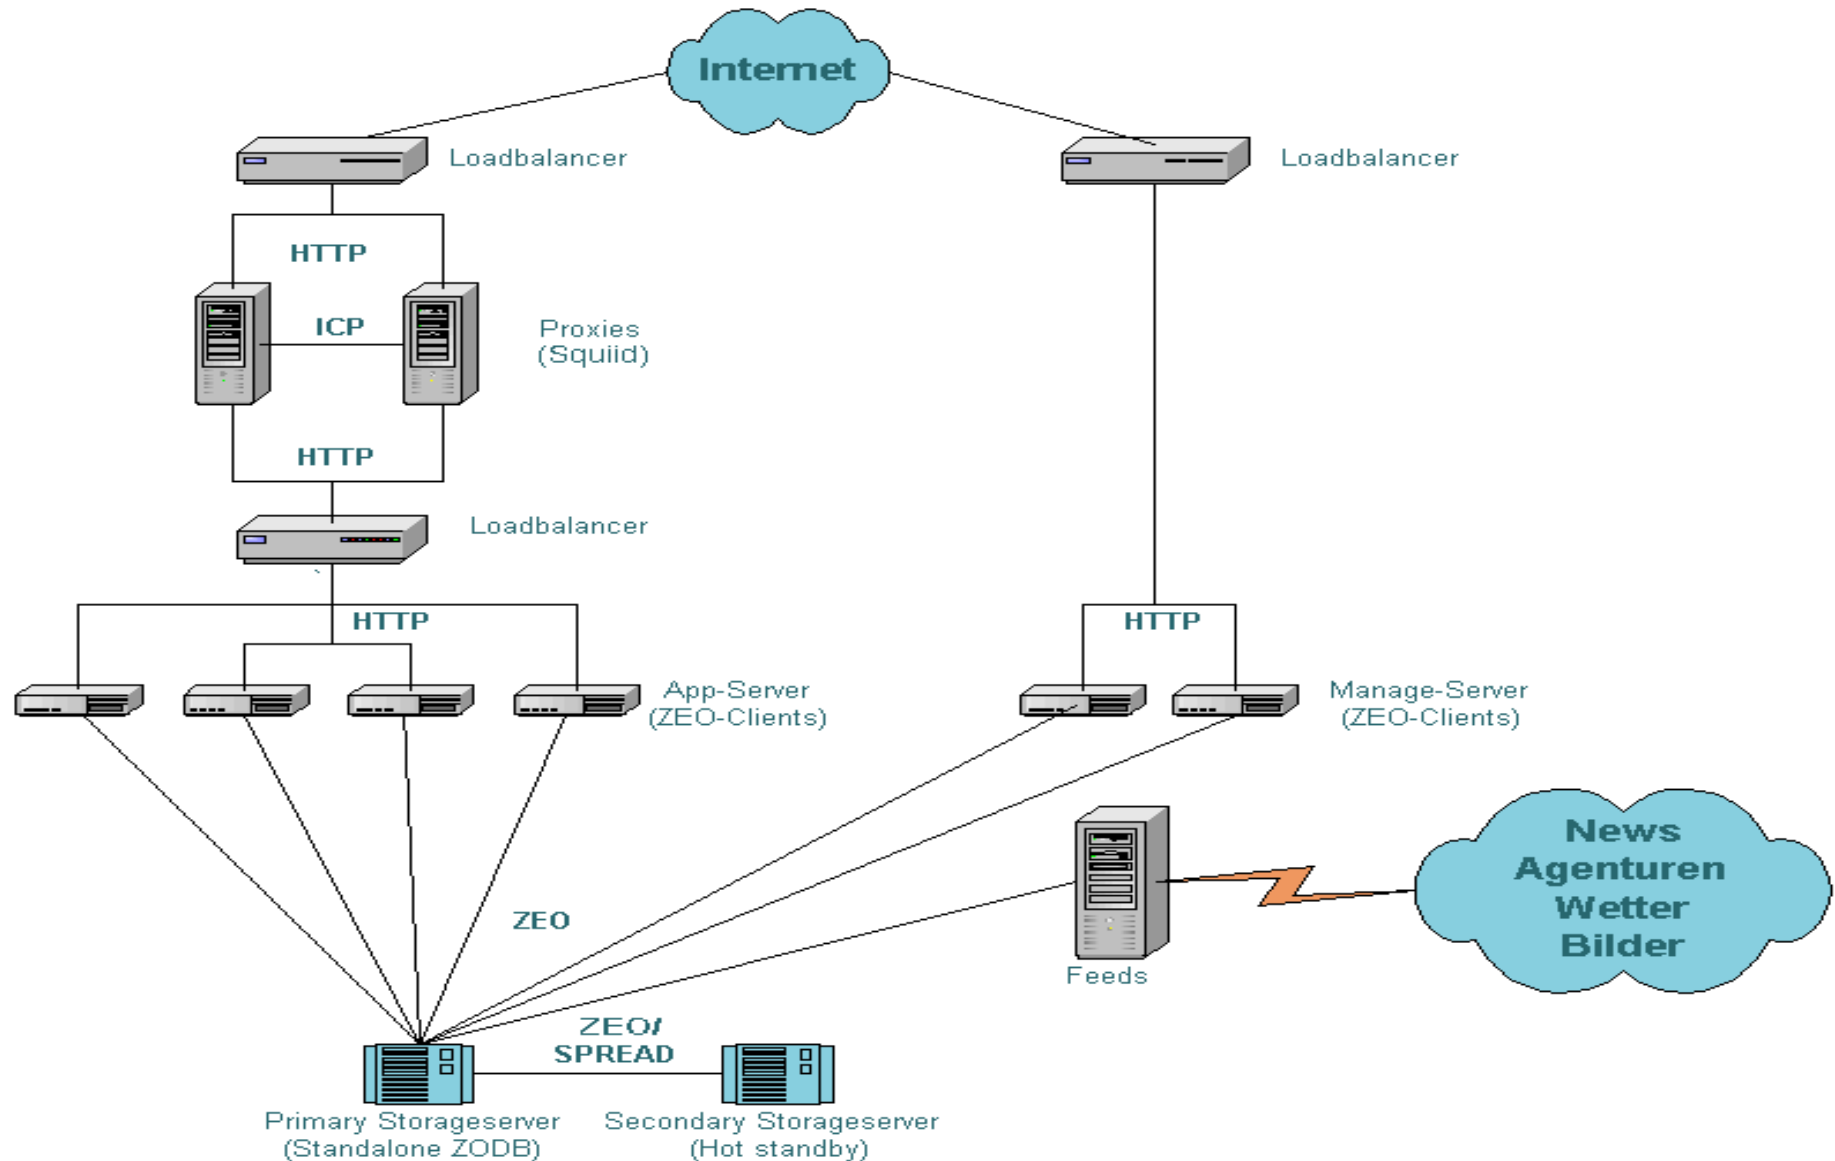 Internet
Loadbalancer
Loadbalancer
HTTP
ICP
Proxies
(Squiid)
HTTP
Loadbalancer
HTTP
HTTP
App-Server
(ZEO-Clients)
Manage-Server
(ZEO-Clients)
News
Agenturen
Wetter
Bilder
ZEO
Feeds
ZEO/
SPREAD
Primary Storageserver
(Standalone ZODB)
Secondary Storageserver
(Hot standby)